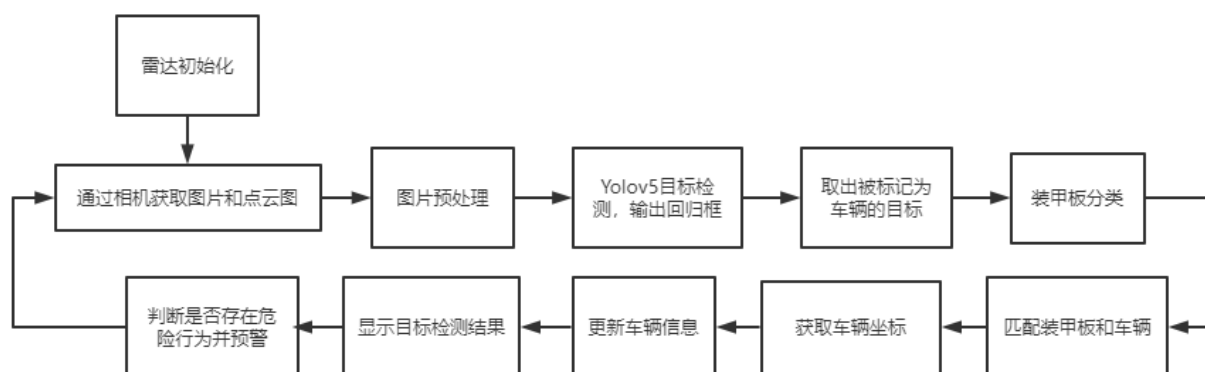 雷达初始化
通过相机获取图片和点云图
图片预处理
Yolov5目标检
测，输出回归框
取出被标记为
车辆的目标
装甲板分类
匹配装甲板和车辆
获取车辆坐标
更新车辆信息
显示目标检测结果
判断是否存在危
险行为并预警